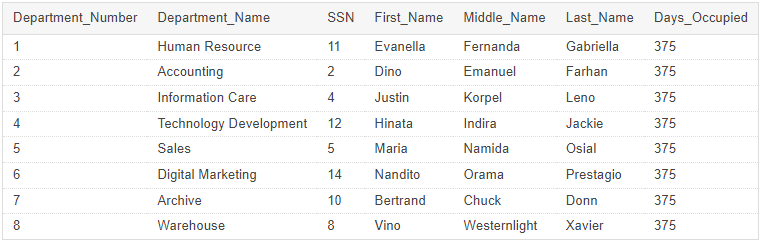 Department_Number Department_Name SSN First_Name Middle_Name Last_Name Days_Occupied
1 Human Resource 11 Evanella Fernanda Gabriella 375
2 Accounting 2 Dino Emanuel Farhan 375
3 Information Care 4 Justin Korpel Leno 375
4 Technology Development 12 Hinata Indira Jackie 375
5 Sales 5 Maria Namida Osial 375
6 Digital Marketing 14 Nandito Orama Prestagio 375
7 Archive 10 Bertrand Chuck Donn 375
8 Warehouse 8 Vino Westernlight Xavier 375